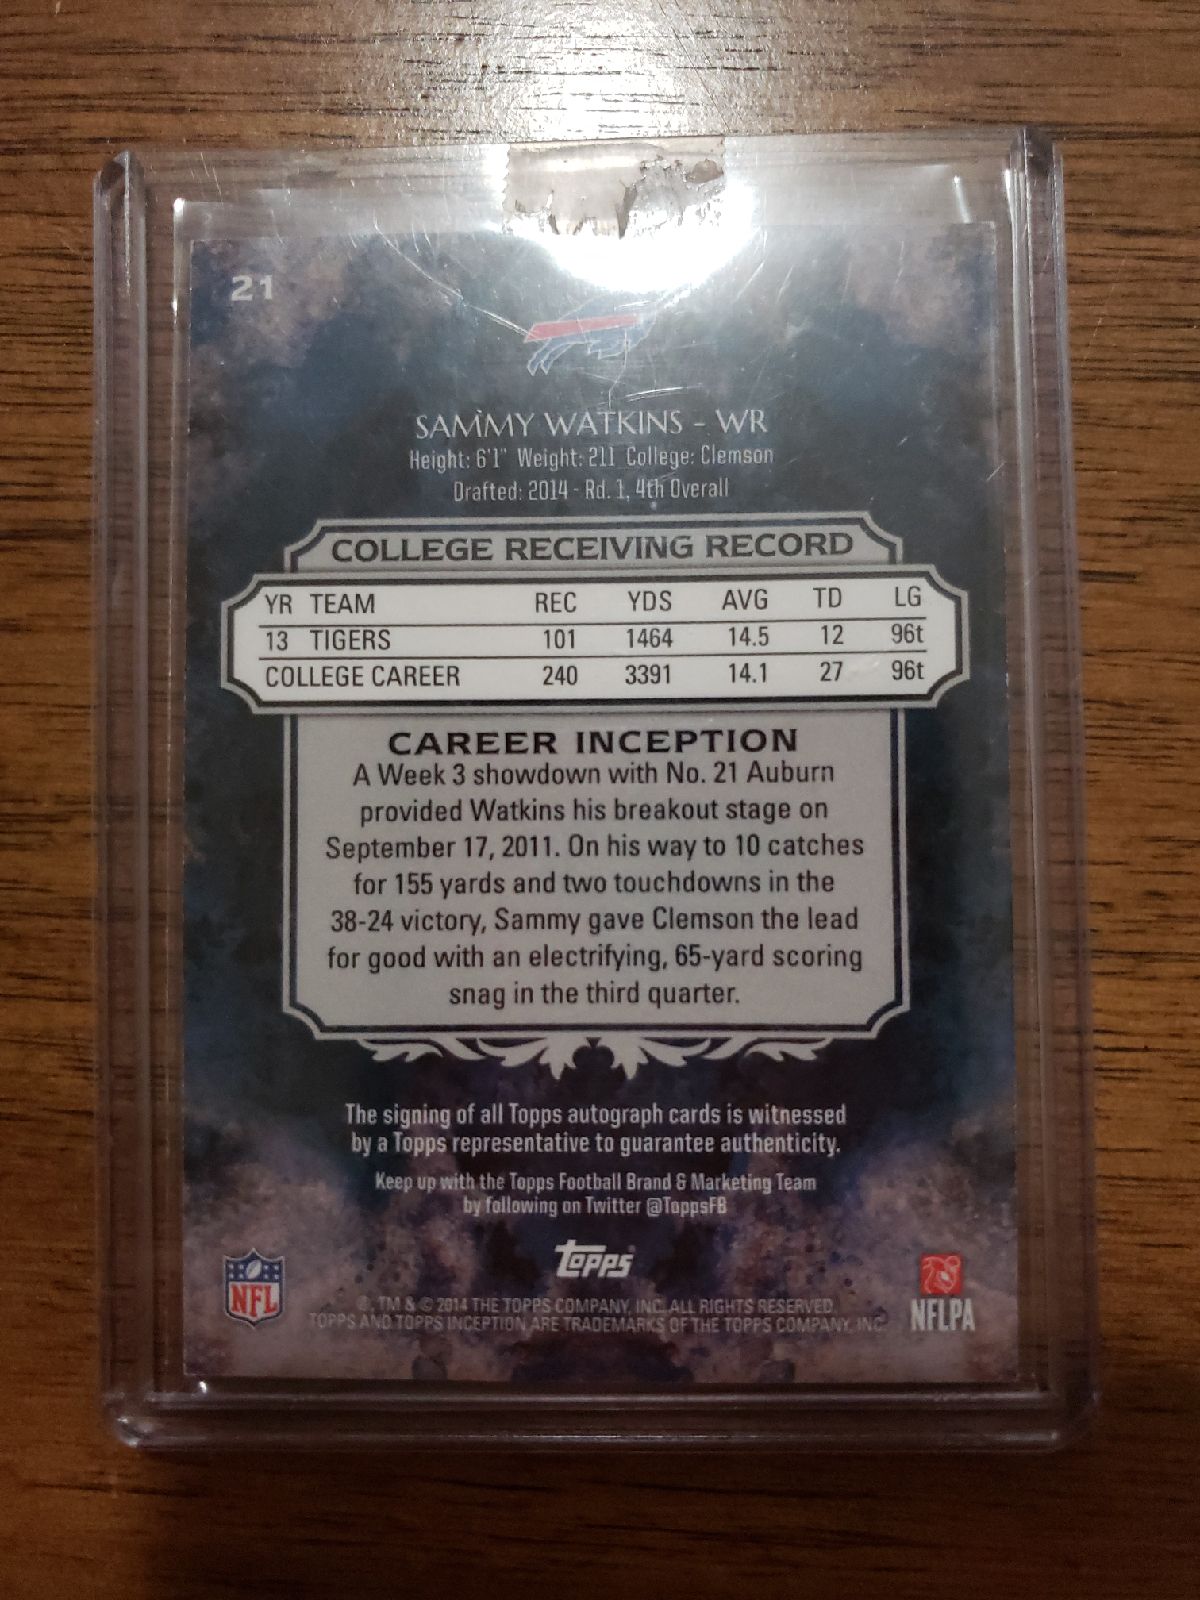 21
SAMMY WATKINS - WR
Height: 6'1" Weight: 211 College: Clemson
Drafted: 2014 - Rd. 1, 4th Overall
COLLEGE RECEIVING RECORD
YR TEAM REC YDS AVG TD LG
13 TIGERS 101 1464 14.5 12 96t
COLLEGE CAREER 240 3391 14.1 27 96t
CAREER INCEPTION
A Week 3 showdown with No. 21 Auburn
provided Watkins his breakout stage on
September 17, 2011. On his way to 10 catches
for 155 yards and two touchdowns in the
38-24 victory, Sammy gave Clemson the lead
for good with an electrifying, 65-yard scoring
snag in the third quarter.
The signing of all Topps autograph cards is witnessed
by a Topps representative to guarantee authenticity.
Keep up with the Topps Football Brand & Marketing Team
by following on Twitter @ToppsFB
topps
NFL
®, TM & © 2014 THE TOPPS COMPANY, INC. ALL RIGHTS RESERVED.
TOPPS AND TOPPS INCEPTION ARE TRADEMARKS OF THE TOPPS COMPANY, INC.
NFLPA